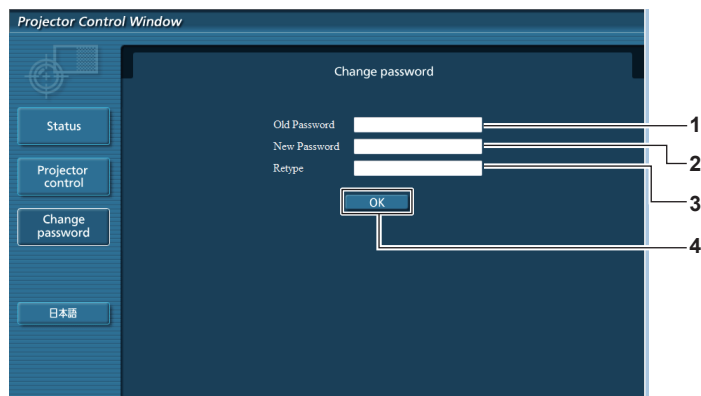 Projector Control Window
Change password
Status
Projector
control
Change
password
日本語
Old Password
New Password
Retype
OK
1
2
3
4